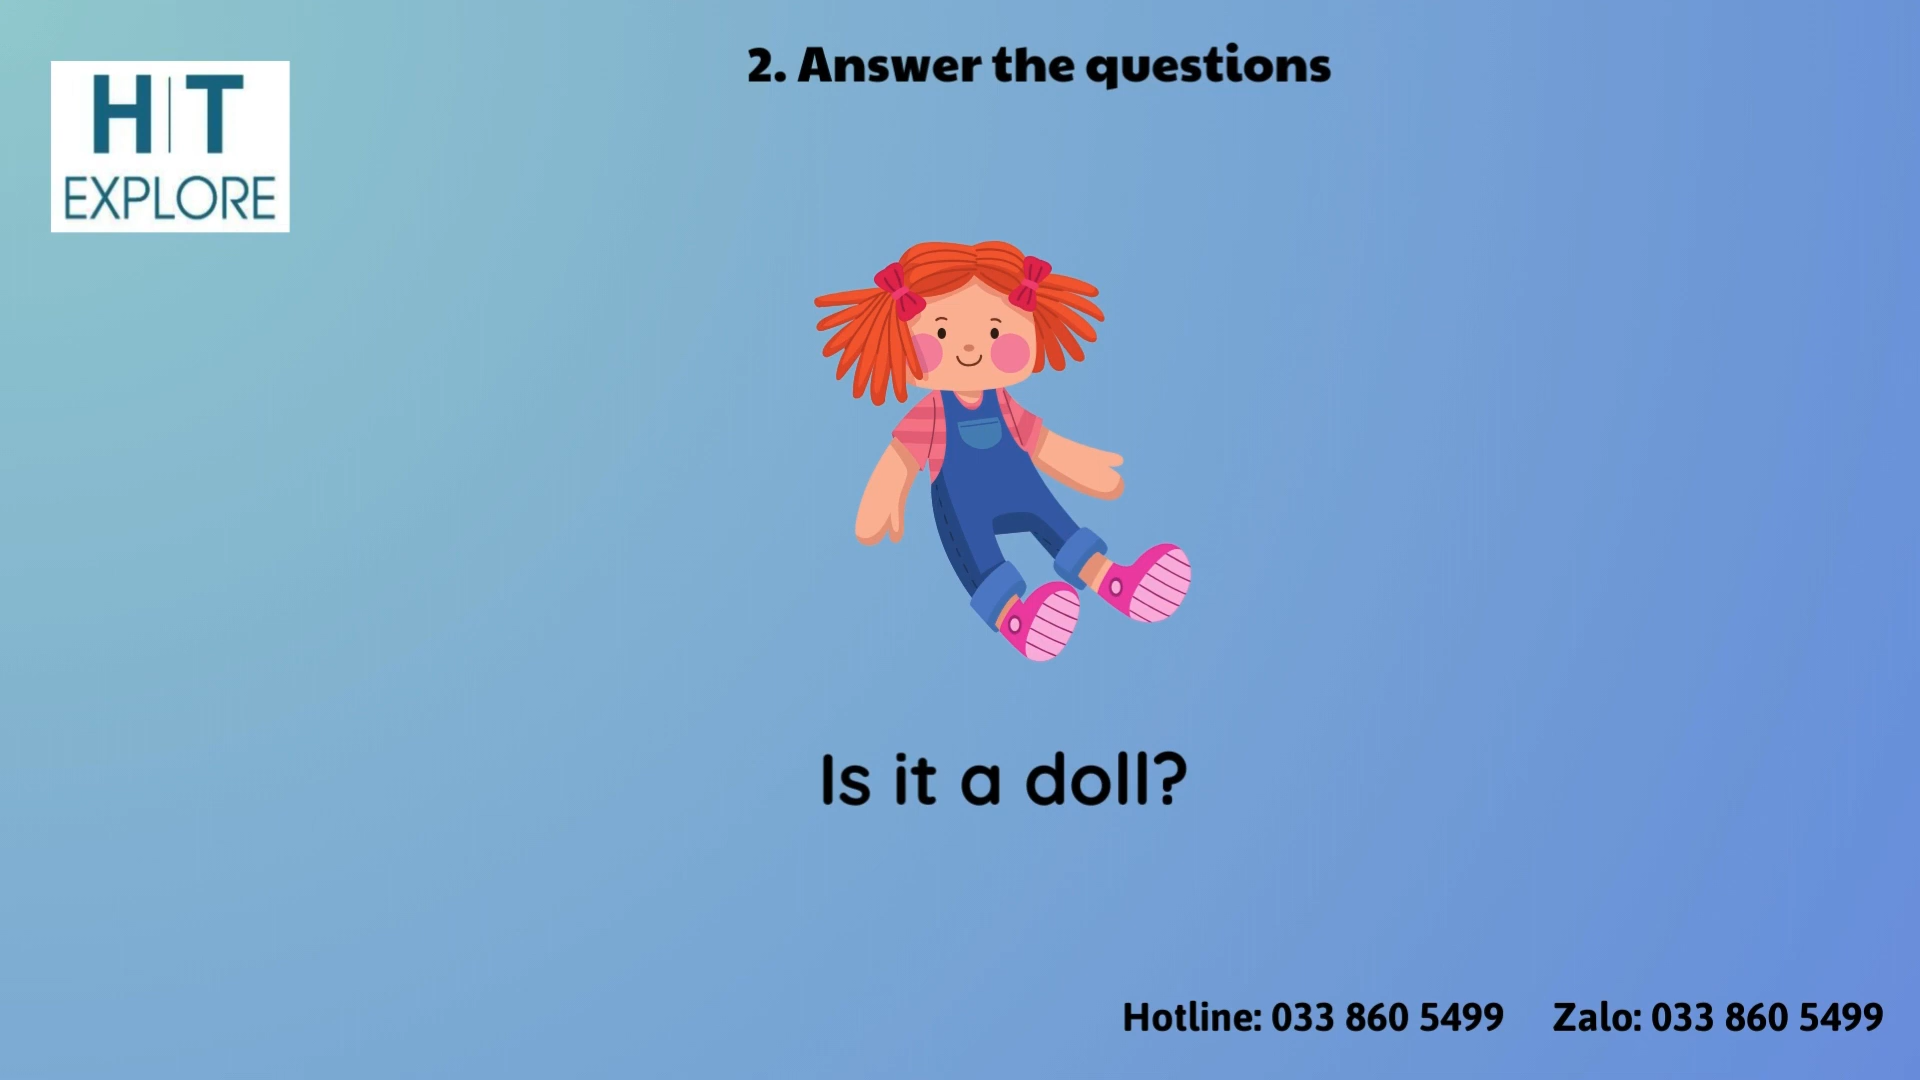 2. Answer the questions
H|T
EXPLORE
Is it a doll?
Hotline: 033 860 5499 Zalo: 033 860 5499